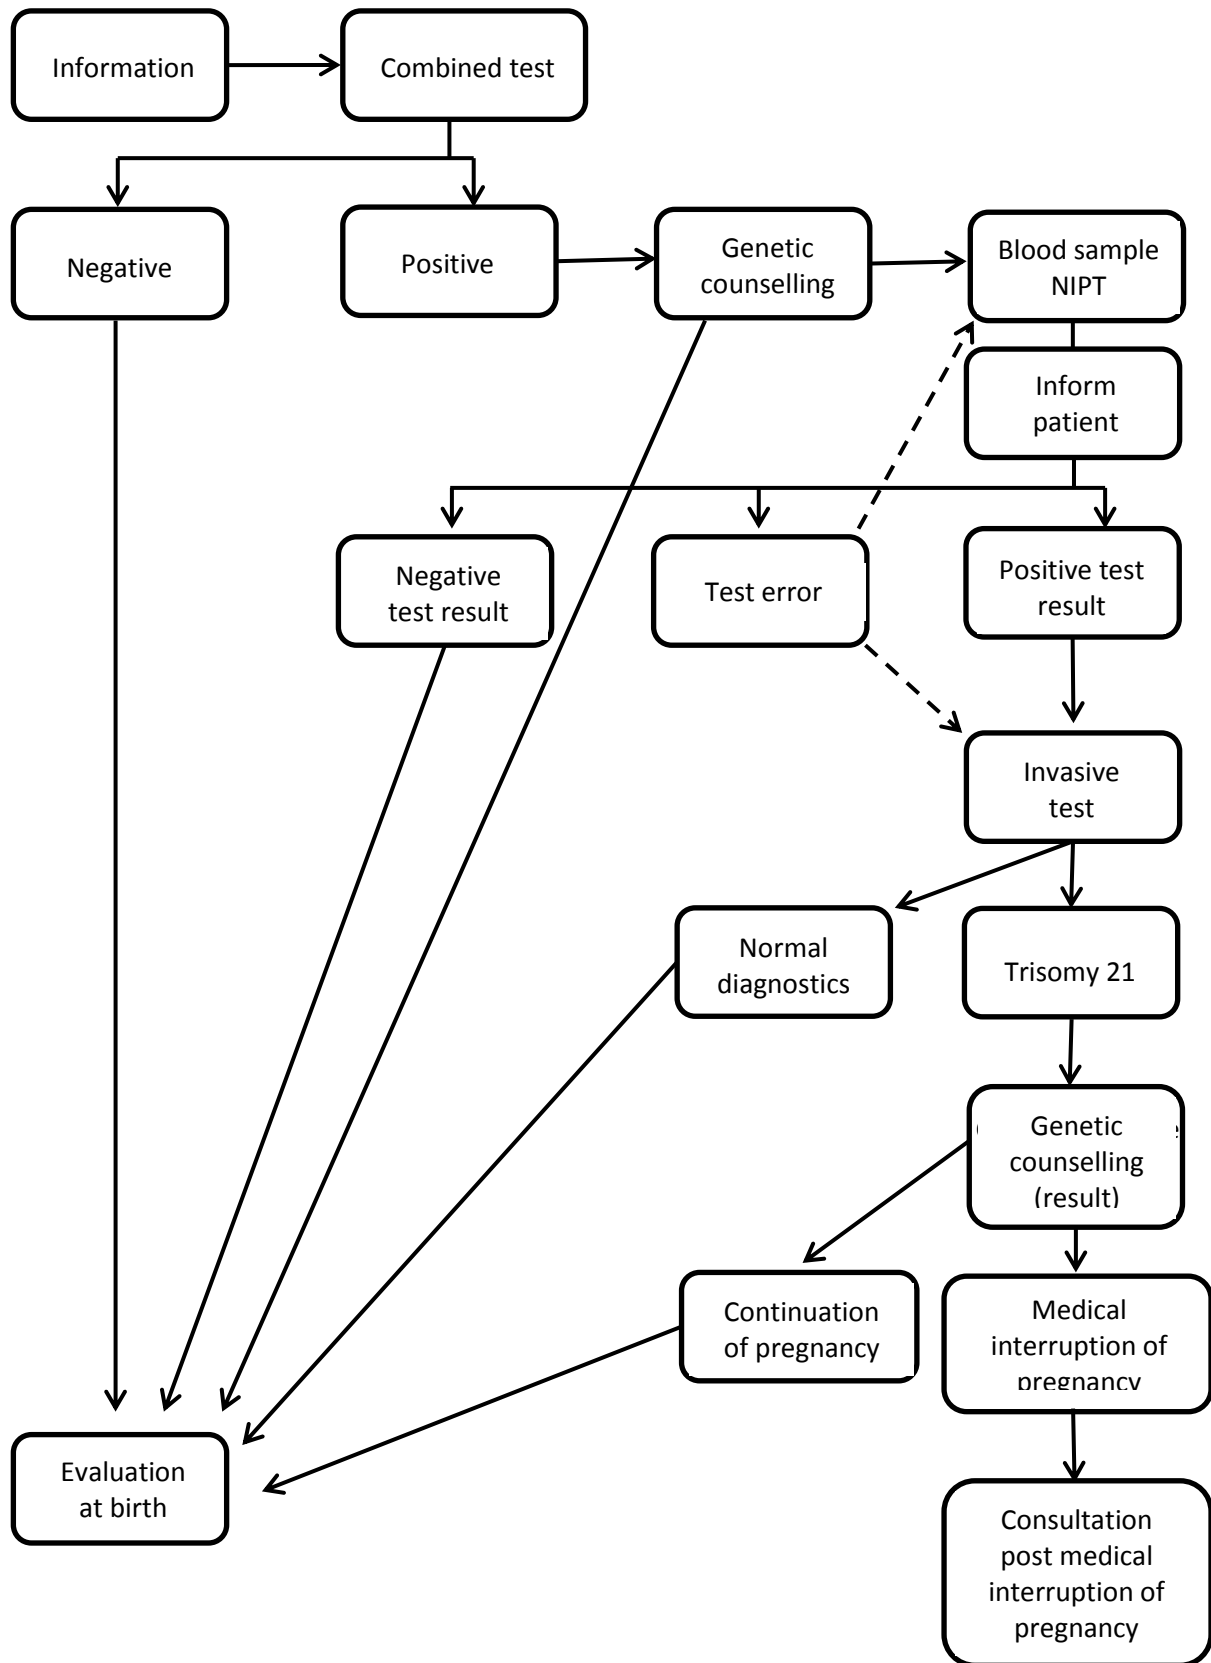 Information
Combined test
Negative
Positive
Genetic
counselling
Blood sample
NIPT
Inform
patient
Negative
test result
Test error
Positive test
result
Invasive
test
Normal
diagnostics
Trisomy 21
Genetic
counselling
(result)
Continuation
of pregnancy
Medical
interruption of
pregnancy
Evaluation
at birth
Consultation
post medical
interruption of
pregnancy